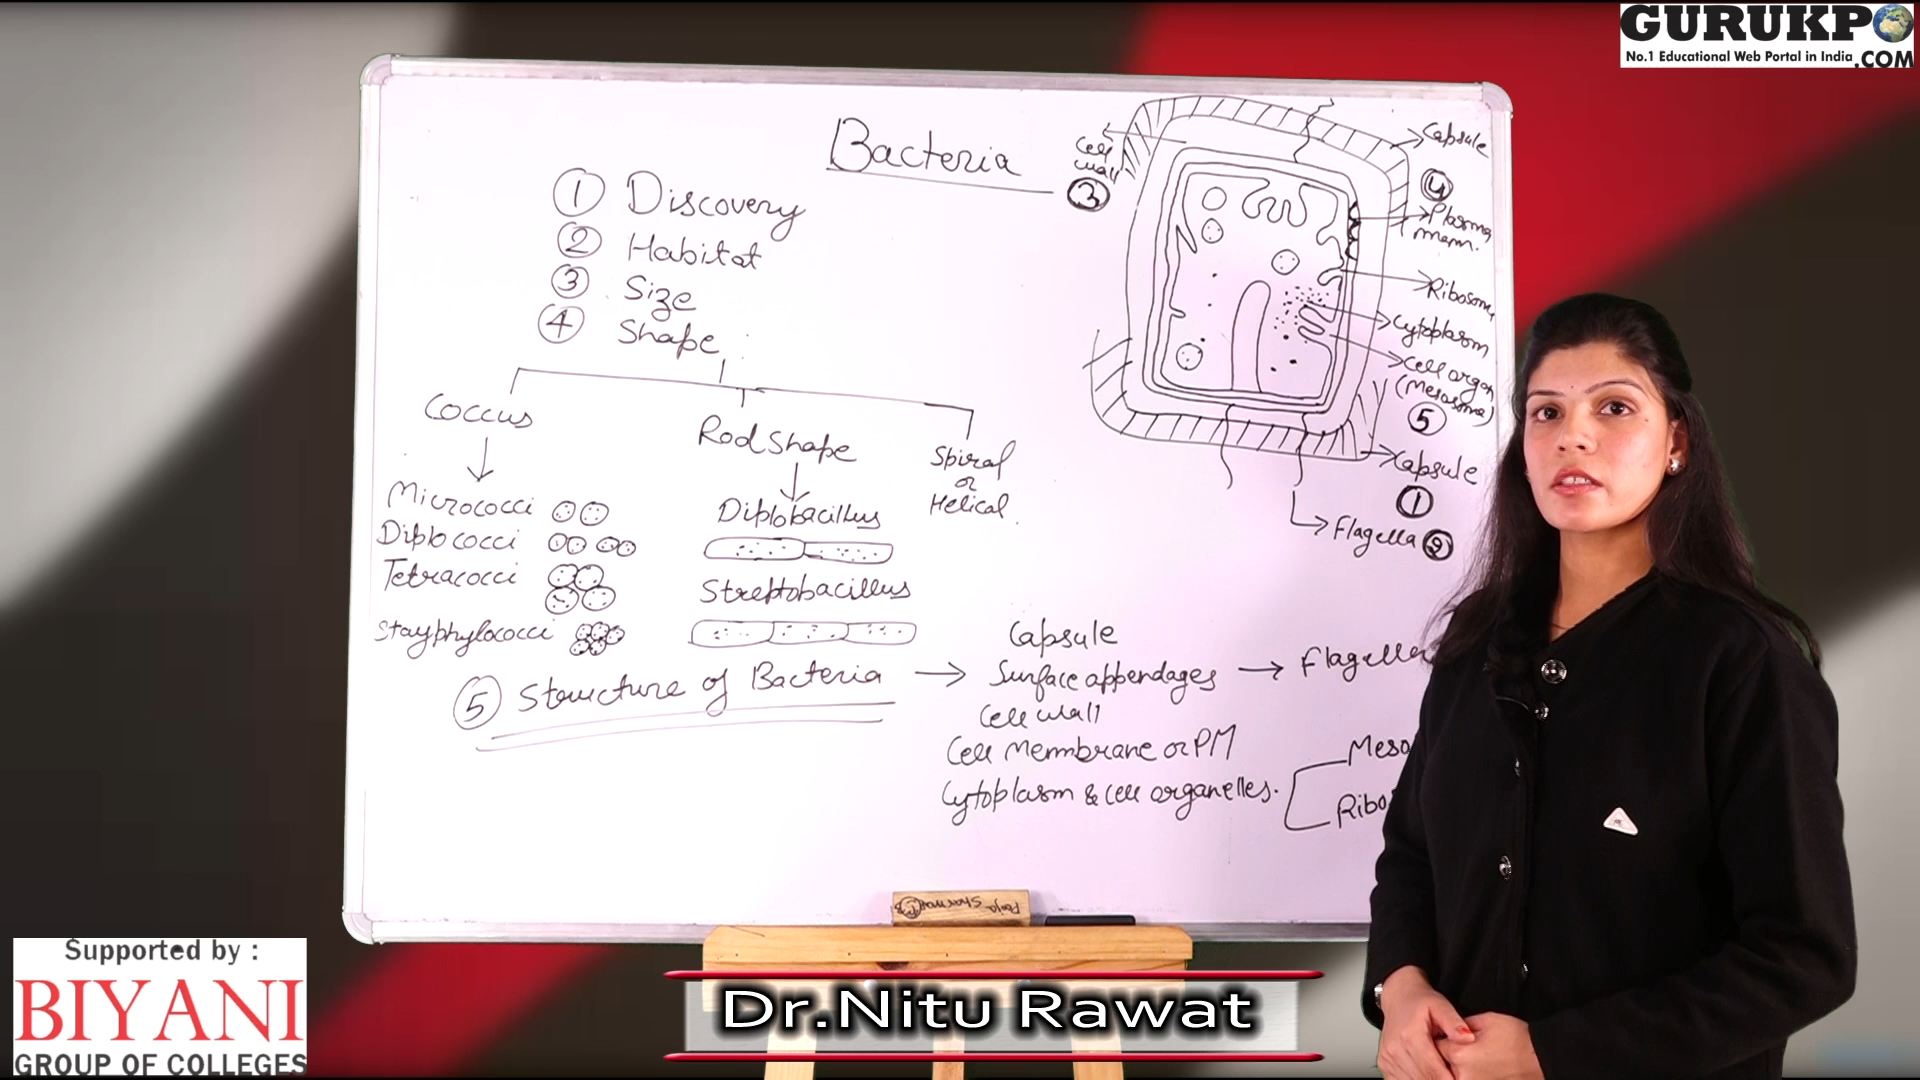 GURUKPO
No.1 Educational Web Portal in India
.COM
Bacteria
1 Discovery
2 Habitat
3 Size
4 Shape
Coccus
Rod Shape
Spiral
or
Helical.
Micrococci
Diplococci
Tetracocci
Stayphylococci
Diplobacillus
Streptobacillus
5 Structure of Bacteria
Capsule
Surface appendages
Flagella
Cell wall
Cell Membrane or PM
Cytoplasm & cell organelles.
Meso
Ribo
Cell
wall
3
Capsule
4
Plasma
mem.
Ribosome
Cytoplasm
Cell organ
(Mesosoma)
5
Capsule
1
Flagella
Supported by :
BIYANI
GROUP OF COLLEGES
Dr.Nitu Rawat